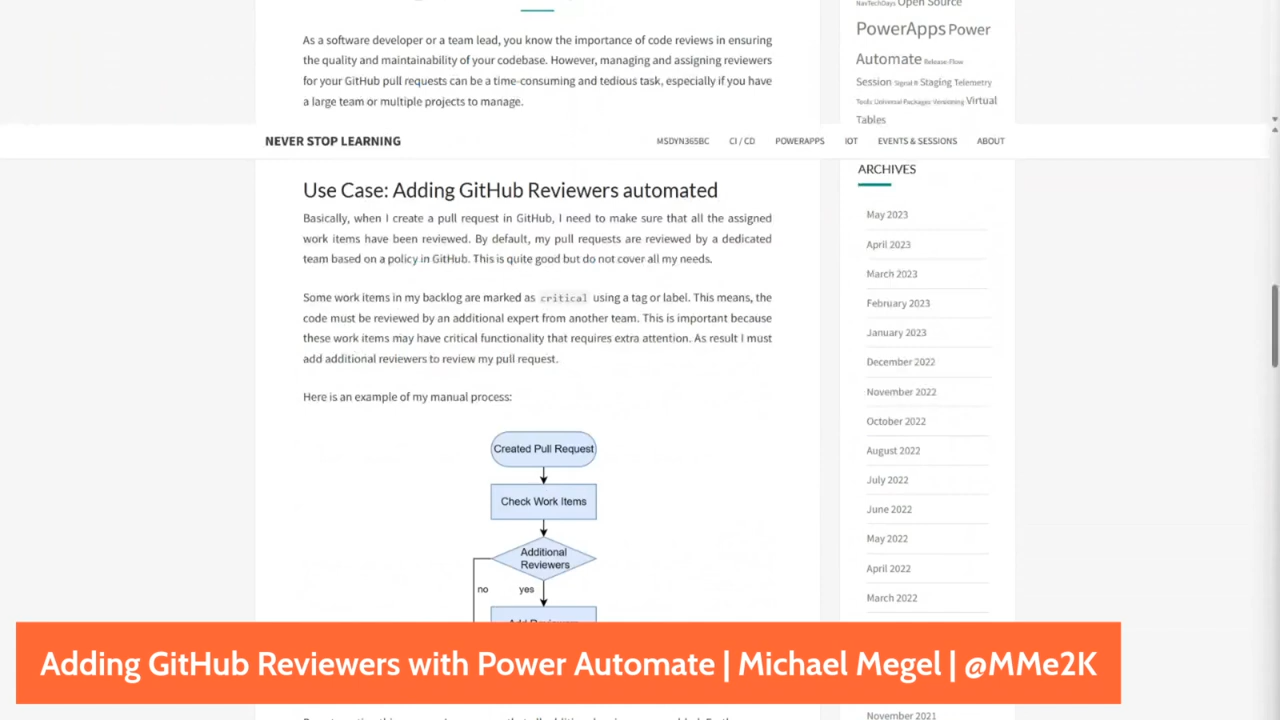 As a software developer or a team lead, you know the importance of code reviews in ensuring
the quality and maintainability of your codebase. However, managing and assigning reviewers
for your GitHub pull requests can be a time-consuming and tedious task, especially if you have
a large team or multiple projects to manage.
NavTechDays Open Source
PowerApps Power
Automate Release-Flow
Session Signal R Staging Telemetry
Tools Universal-Packages Versioning Virtual
Tables
NEVER STOP LEARNING
MSDYN365BC CI / CD POWERAPPS IOT EVENTS & SESSIONS ABOUT
Use Case: Adding GitHub Reviewers automated
Basically, when I create a pull request in GitHub, I need to make sure that all the assigned
work items have been reviewed. By default, my pull requests are reviewed by a dedicated
team based on a policy in GitHub. This is quite good but do not cover all my needs.
Some work items in my backlog are marked as critical using a tag or label. This means, the
code must be reviewed by an additional expert from another team. This is important because
these work items may have critical functionality that requires extra attention. As result I must
add additional reviewers to review my pull request.
Here is an example of my manual process:
Created Pull Request
Check Work Items
Additional
Reviewers
no
yes
ARCHIVES
May 2023
April 2023
March 2023
February 2023
January 2023
December 2022
November 2022
October 2022
August 2022
July 2022
June 2022
May 2022
April 2022
March 2022
Adding GitHub Reviewers with Power Automate | Michael Megel | @MMe2K
November 2021